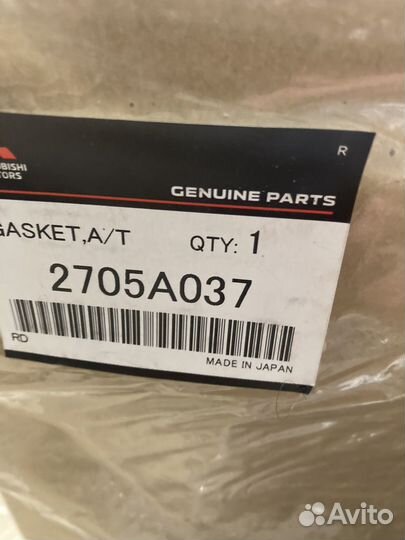 R
GENUINE PARTS
GASKET,A/T QTY: 1
2705A037
RD
MADE IN JAPAN
Avito